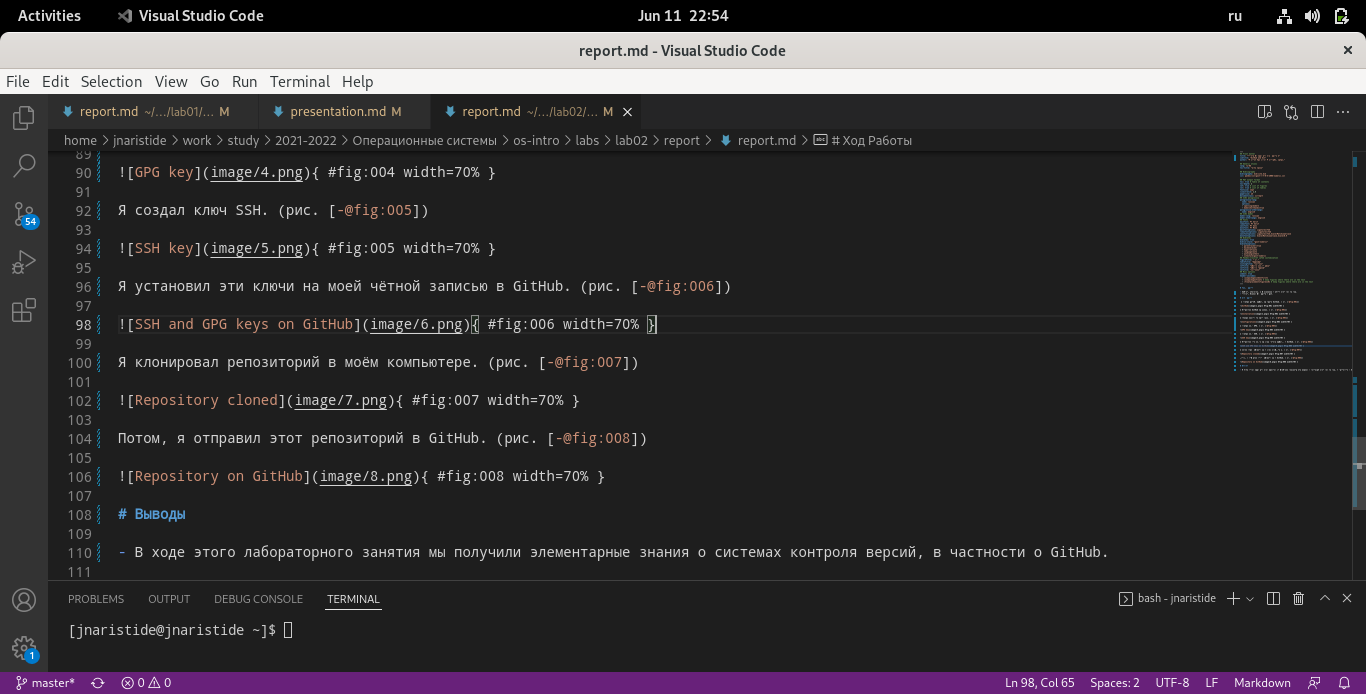 Activities Visual Studio Code Jun 11 22:54 ru
report.md - Visual Studio Code
File Edit Selection View Go Run Terminal Help
report.md ~/.../lab01/... M presentation.md M report.md ~/.../lab02/... M
home > jnaristide > work > study > 2021-2022 > Операционные системы > os-intro > labs > lab02 > report > report.md > # Ход Работы
89
90 ![GPG key](image/4.png){ #fig:004 width=70% }
91
92 Я создал ключ SSH. (рис. [-@fig:005])
93
94 ![SSH key](image/5.png){ #fig:005 width=70% }
95
96 Я установил эти ключи на моей чётной записью в GitHub. (рис. [-@fig:006])
97
98 ![SSH and GPG keys on GitHub](image/6.png){ #fig:006 width=70% }
99
100 Я клонировал репозиторий в моём компьютере. (рис. [-@fig:007])
101
102 ![Repository cloned](image/7.png){ #fig:007 width=70% }
103
104 Потом, я отправил этот репозиторий в GitHub. (рис. [-@fig:008])
105
106 ![Repository on GitHub](image/8.png){ #fig:008 width=70% }
107
108 # Выводы
109
110 - В ходе этого лабораторного занятия мы получили элементарные знания о системах контроля версий, в частности о GitHub.
111
54
1
PROBLEMS OUTPUT DEBUG CONSOLE TERMINAL bash - jnaristide
[jnaristide@jnaristide ~]$
master* 0 0 Ln 98, Col 65 Spaces: 2 UTF-8 LF Markdown